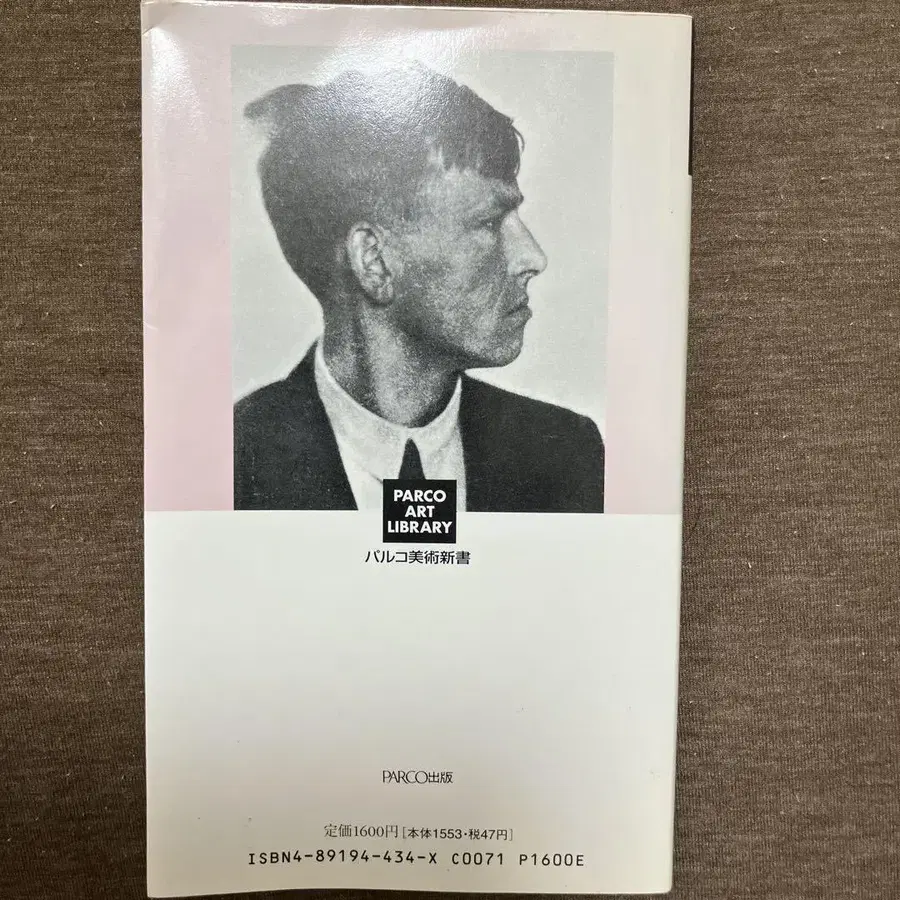 PARCO
ART
LIBRARY
パルコ美術新書
PARCO出版
定価1600円[本体1553・税47円]
ISBN4-89194-434-X C0071 P1600E